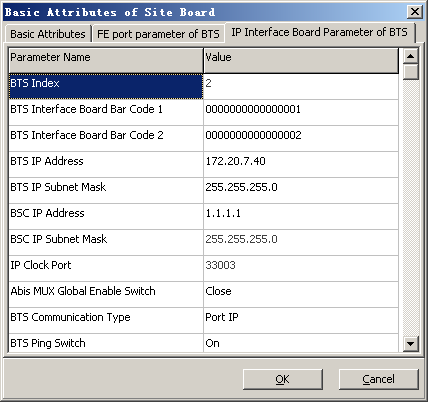 Basic Attributes of Site Board
Basic Attributes FE port parameter of BTS IP Interface Board Parameter of BTS
Parameter Name Value
BTS Index 2
BTS Interface Board Bar Code 1 0000000000000001
BTS Interface Board Bar Code 2 0000000000000002
BTS IP Address 172.20.7.40
BTS IP Subnet Mask 255.255.255.0
BSC IP Address 1.1.1.1
BSC IP Subnet Mask 255.255.255.0
IP Clock Port 33003
Abis MUX Global Enable Switch Close
BTS Communication Type Port IP
BTS Ping Switch On
OK Cancel